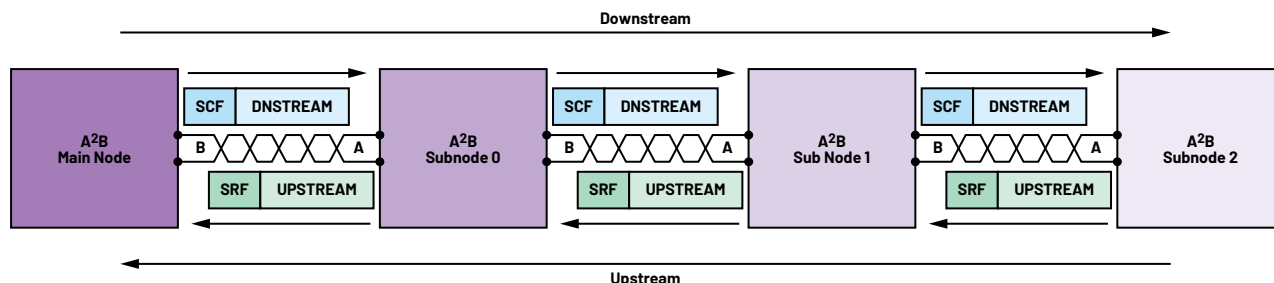 Downstream
SCF DNSTREAM
SCF DNSTREAM
SCF DNSTREAM
A²B
Main Node
B A
A²B
Subnode 0
B A
A²B
Sub Node 1
B A
A²B
Subnode 2
SRF UPSTREAM
SRF UPSTREAM
SRF UPSTREAM
Upstream